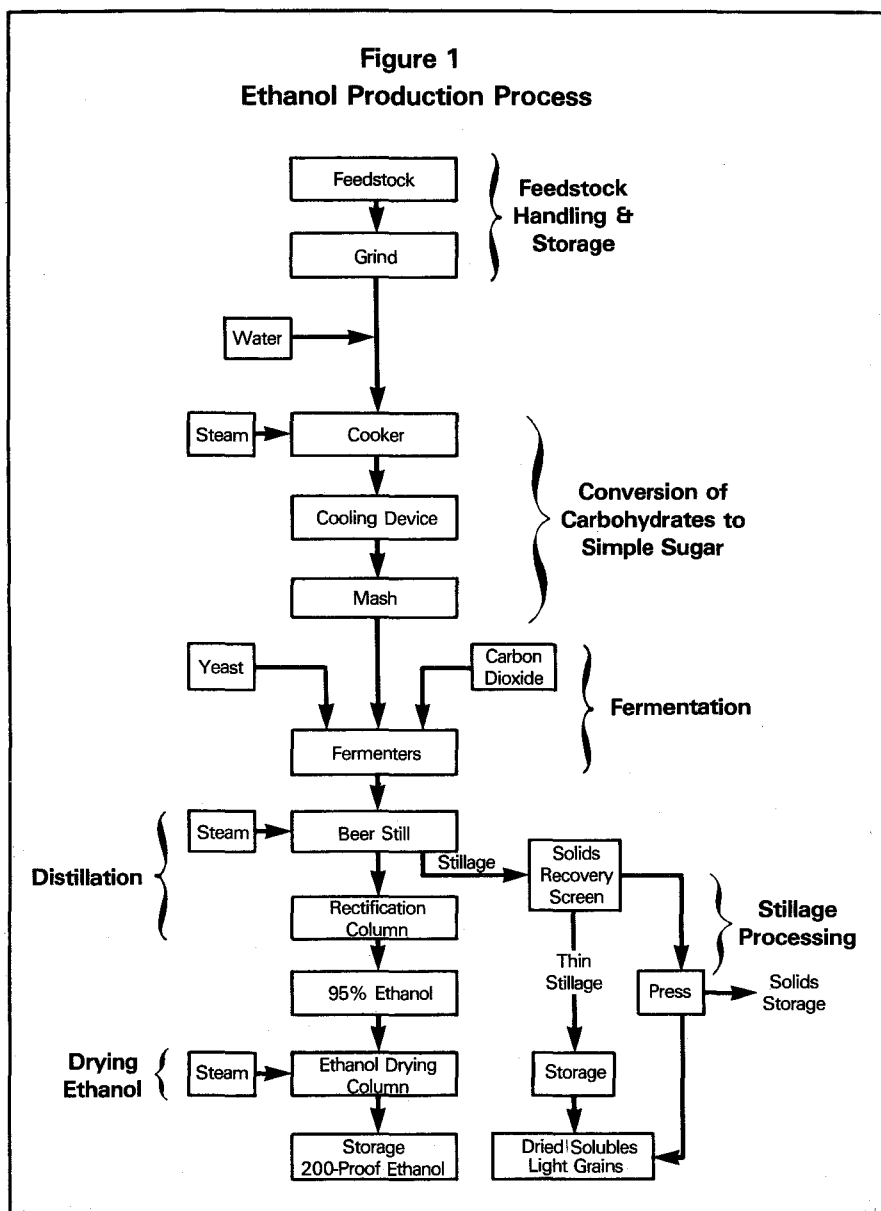 Figure 1
Ethanol Production Process
Feedstock
Grind
Feedstock
Handling &
Storage
Water
Steam
Cooker
Cooling Device
Mash
Conversion of
Carbohydrates to
Simple Sugar
Yeast
Carbon
Dioxide
Fermenters
Fermentation
Steam
Beer Still
Stillage
Solids
Recovery
Screen
Distillation
Rectification
Column
Stillage
Processing
Thin
Stillage
95% Ethanol
Press
Solids
Storage
Drying
Ethanol
Steam
Ethanol Drying
Column
Storage
Storage
200-Proof Ethanol
Dried Solubles
Light Grains